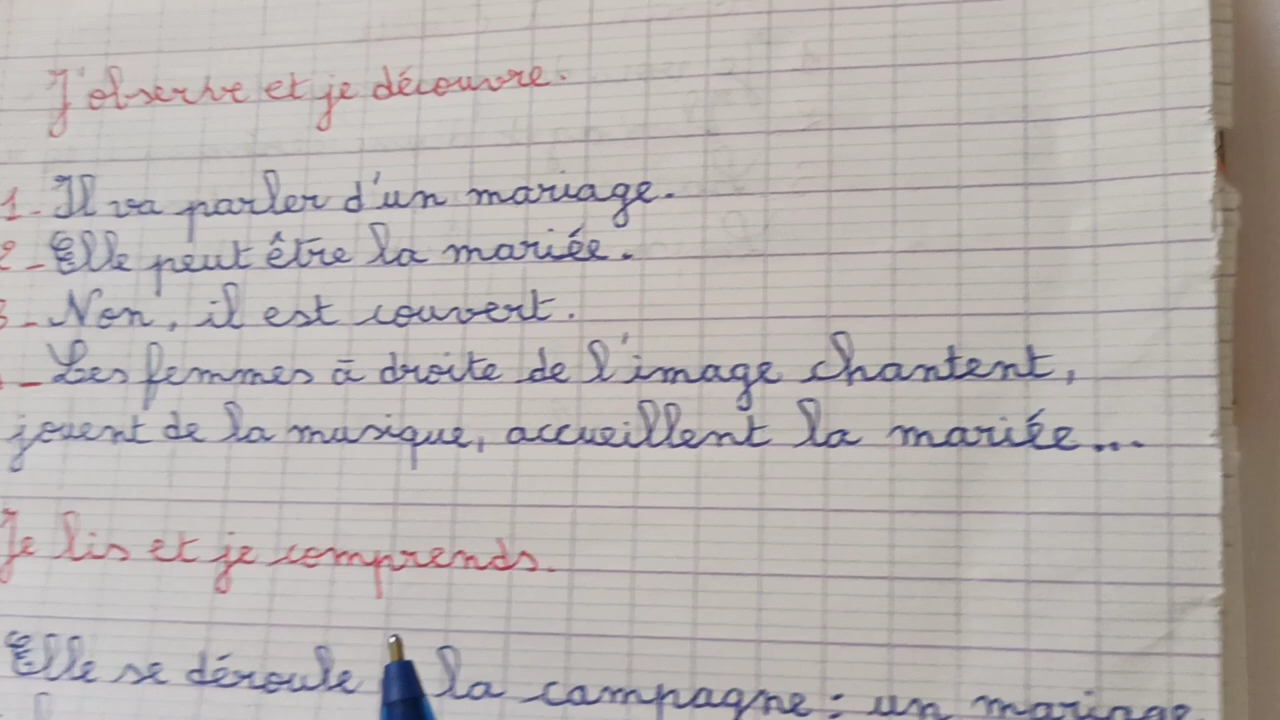 J'observe et je découvre.
1- Il va parler d'un mariage.
2- Elle peut être la mariée.
3- Non, il est couvert.
- Les femmes à droite de l'image chantent,
jouent de la musique, accueillent la mariée...
Je lis et je comprends.
Elle se déroule la campagne : un mariage